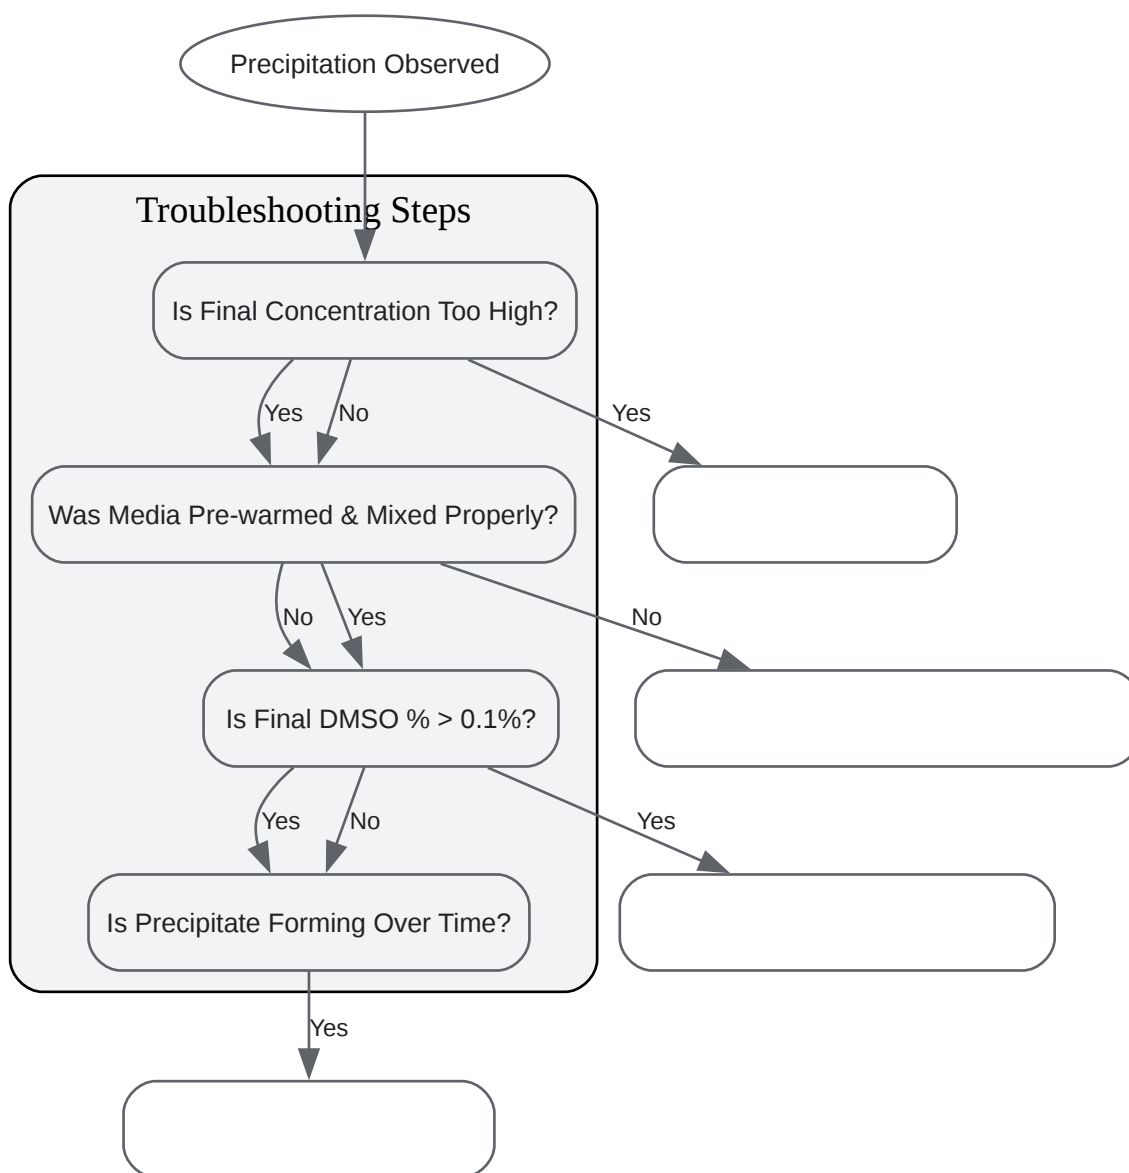 Precipitation Observed
Troubleshooting Steps
Is Final Concentration Too High?
Yes
No
Yes
Was Media Pre-warmed & Mixed Properly?
No
Yes
No
Is Final DMSO % > 0.1%?
Yes
No
Yes
Is Precipitate Forming Over Time?
Yes